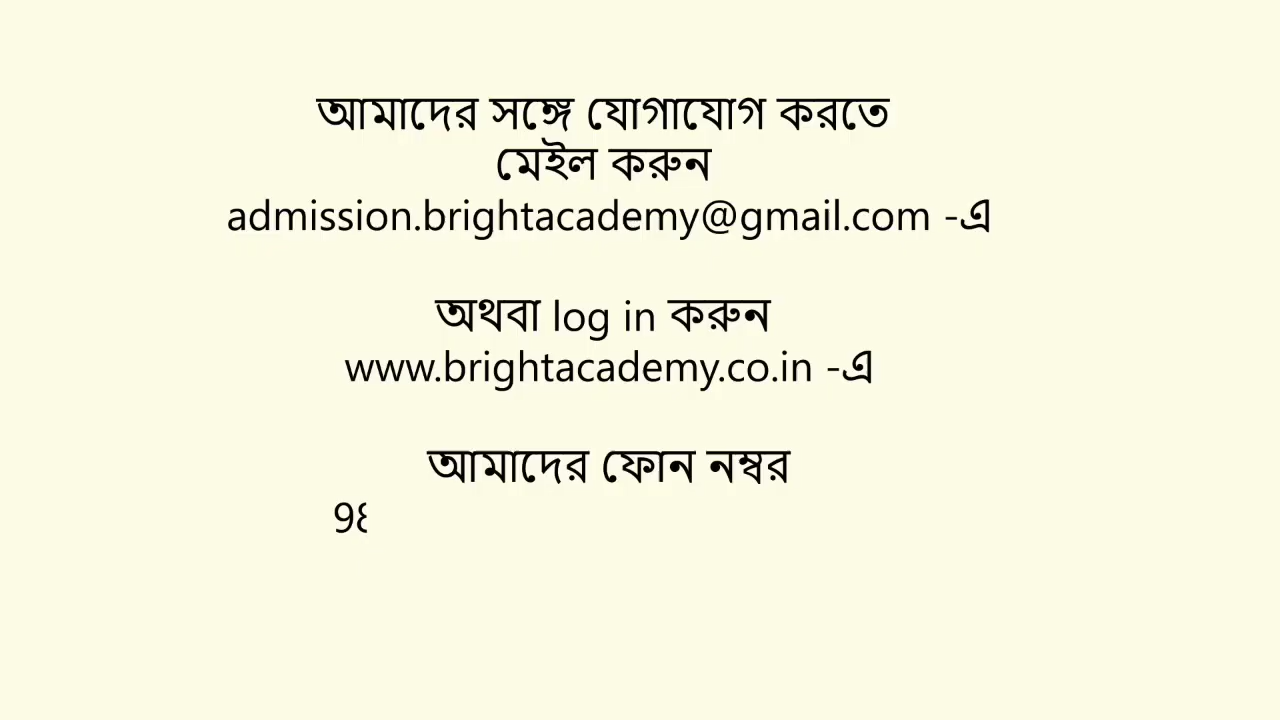 আমাদের সঙ্গে যোগাযোগ করতে
মেইল করুন
admission.brightacademy@gmail.com -এ
অথবা log in করুন
www.brightacademy.co.in -এ
আমাদের ফোন নম্বর